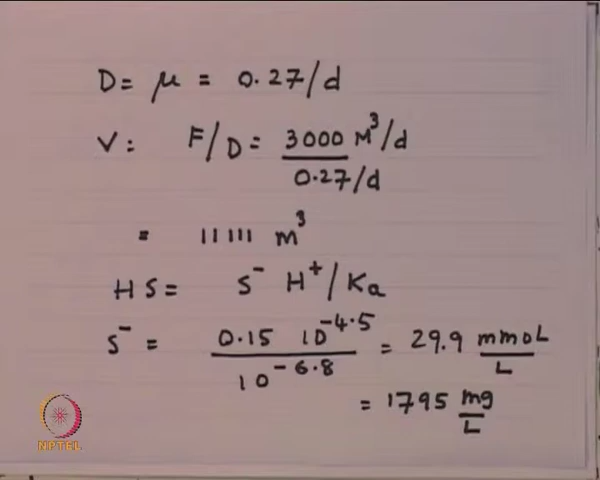 D= μ = 0.27/d
V: F/D = 3000 M³/d
0.27/d
= 11111 m³
HS = S⁻ H⁺/Ka
S⁻ = 0.15 10^-4.5 = 29.9 mmoL
10^-6.8 L
= 1795 mg
L
NPTEL